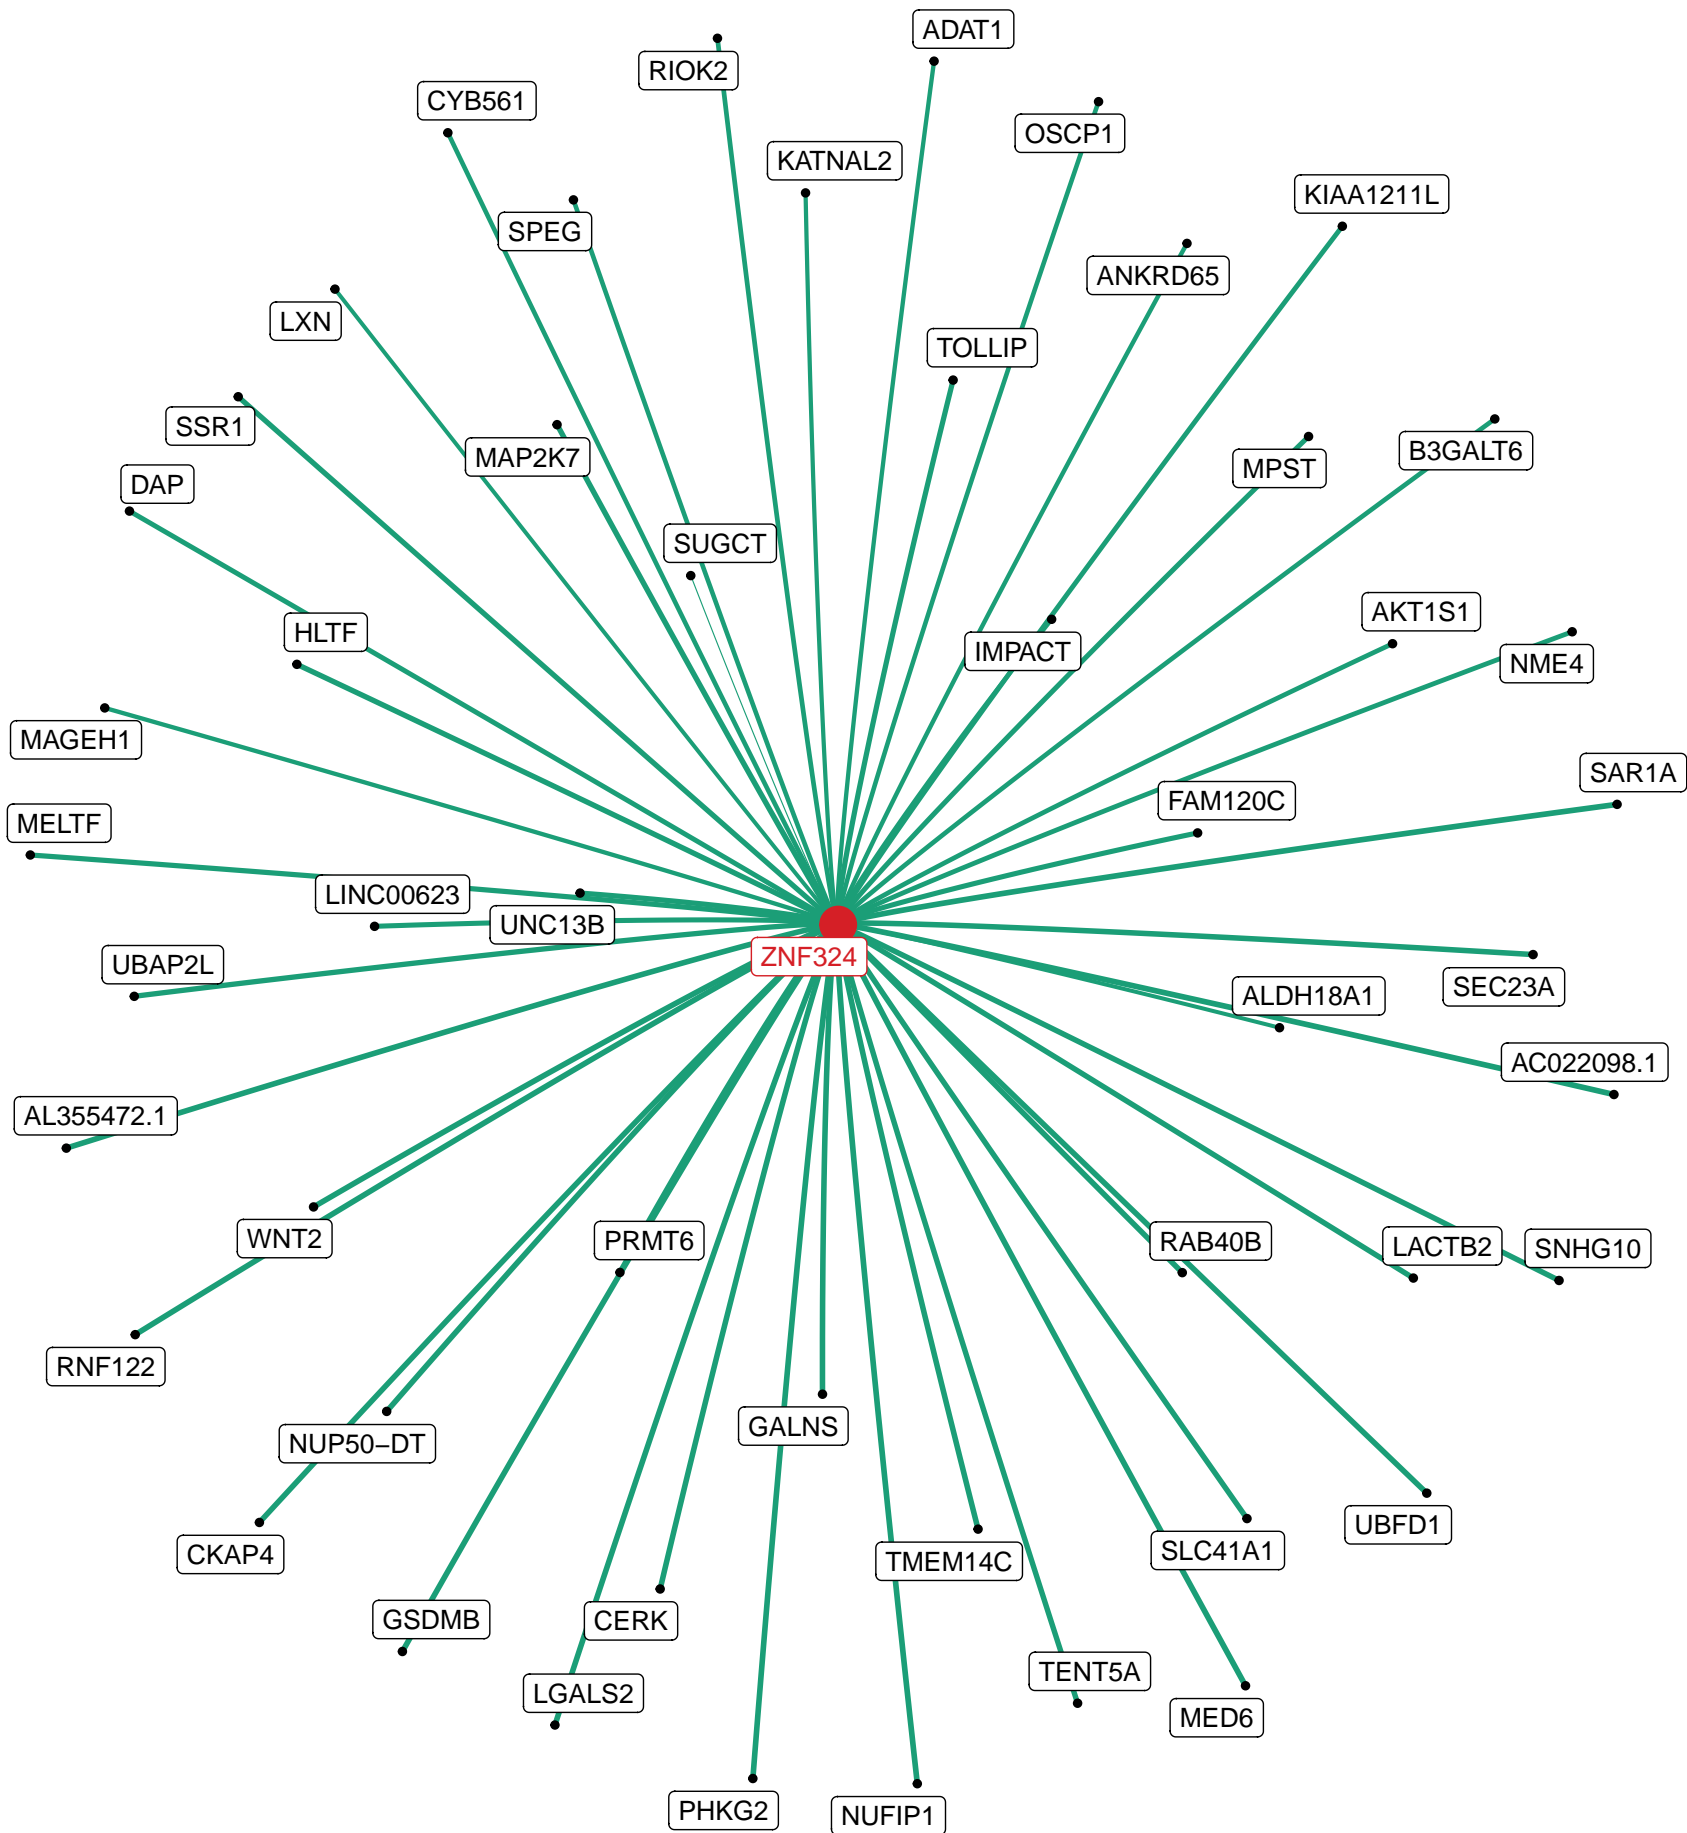 ADAT1
RIOK2
CYB561
OSCP1
KATNAL2
KIAA1211L
SPEG
ANKRD65
LXN
TOLLIP
SSR1
B3GALT6
MAP2K7
MPST
DAP
SUGCT
AKT1S1
HLTF
IMPACT
NME4
MAGEH1
SAR1A
FAM120C
MELTF
LINC00623
UNC13B
ZNF324
UBAP2L
SEC23A
ALDH18A1
AC022098.1
AL355472.1
WNT2
PRMT6
RAB40B
LACTB2
SNHG10
RNF122
GALNS
NUP50−DT
UBFD1
CKAP4
SLC41A1
TMEM14C
GSDMB
CERK
TENT5A
LGALS2
MED6
PHKG2
NUFIP1